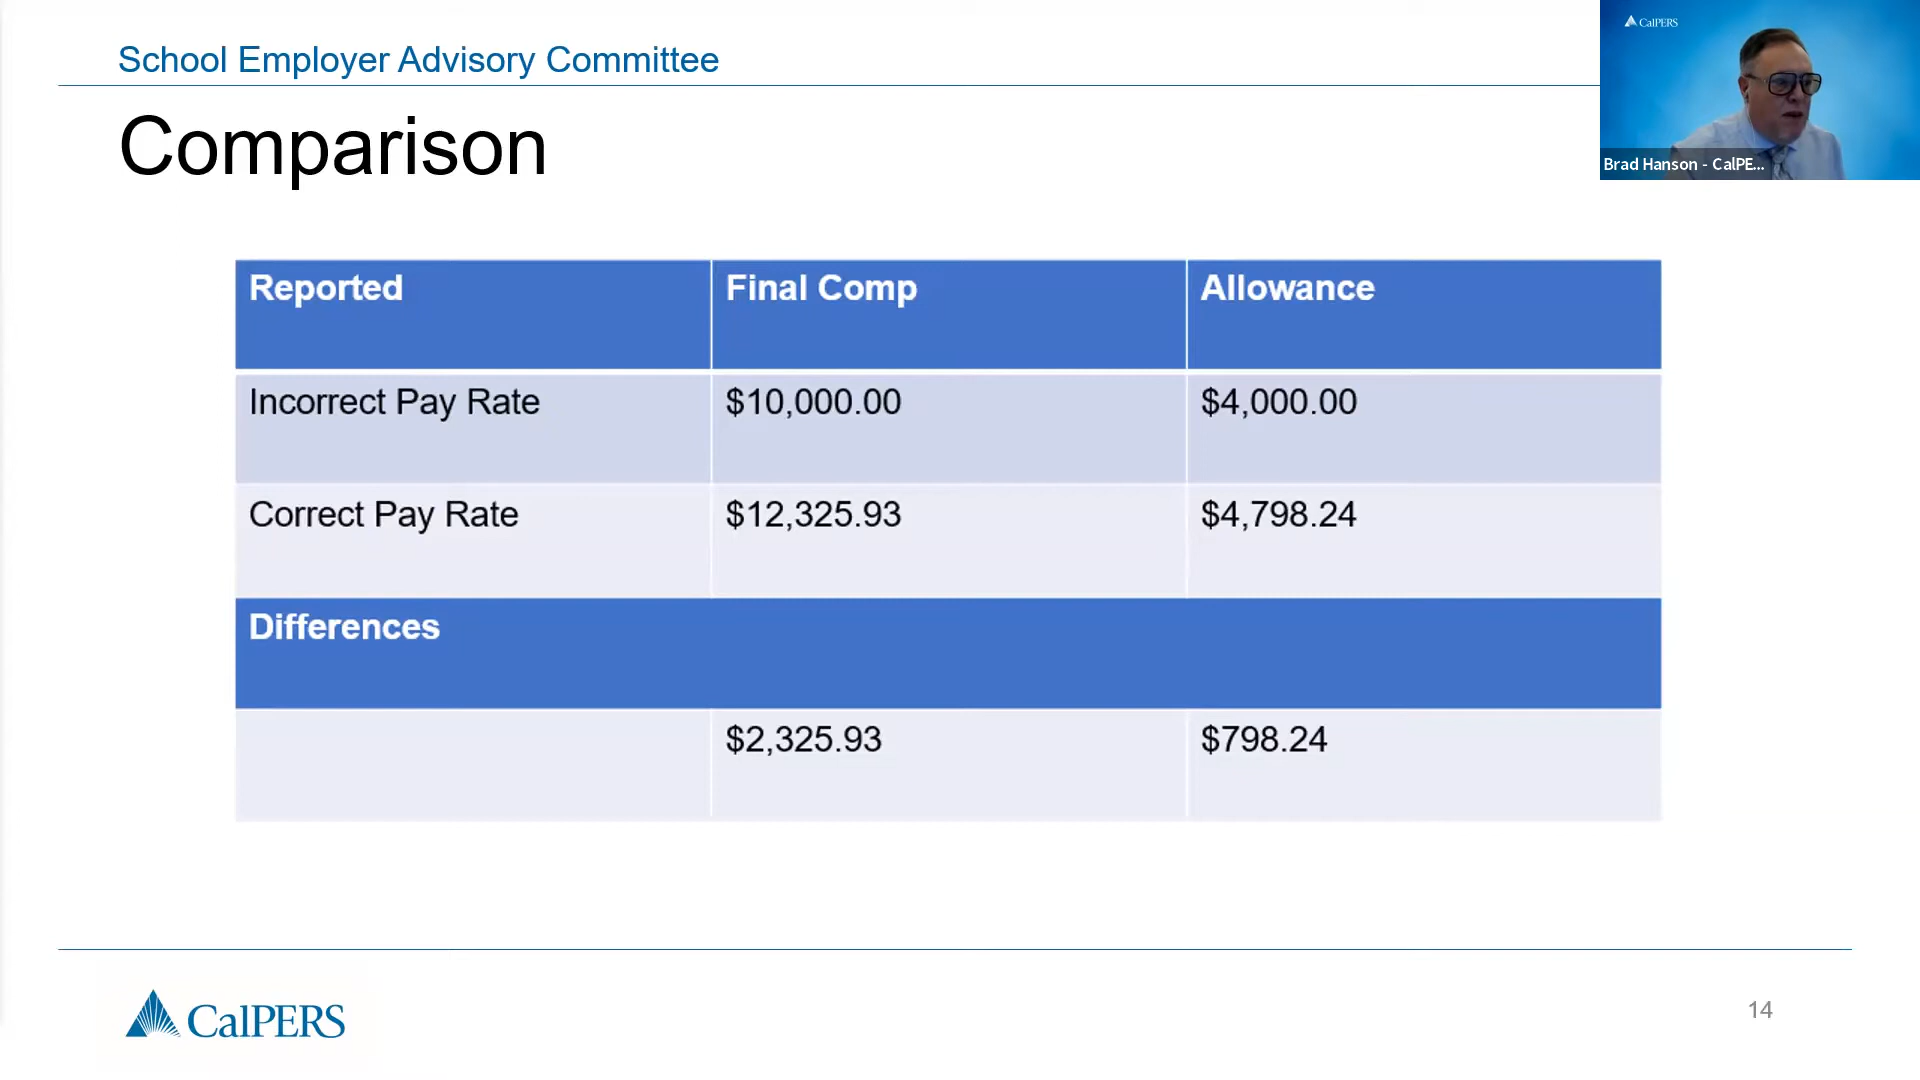 School Employer Advisory Committee
CalPERS
Comparison
Brad Hanson - CalPE...
Reported Final Comp Allowance
Incorrect Pay Rate $10,000.00 $4,000.00
Correct Pay Rate $12,325.93 $4,798.24
Differences
$2,325.93 $798.24
CalPERS
14